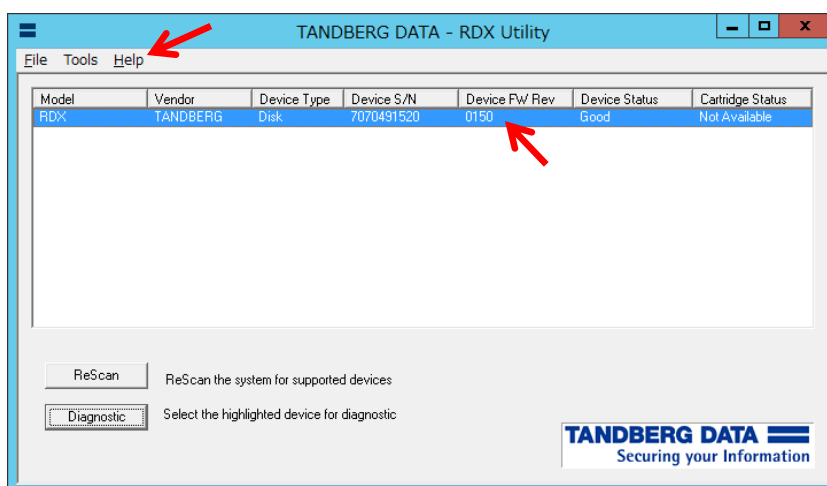 TANDBERG DATA - RDX Utility
File Tools Help
Model Vendor Device Type Device S/N Device FW Rev Device Status Cartridge Status
RDX TANDBERG Disk 7070491520 0150 Good Not Available
ReScan ReScan the system for supported devices
Diagnostic Select the highlighted device for diagnostic
TANDBERG DATA
Securing your Information